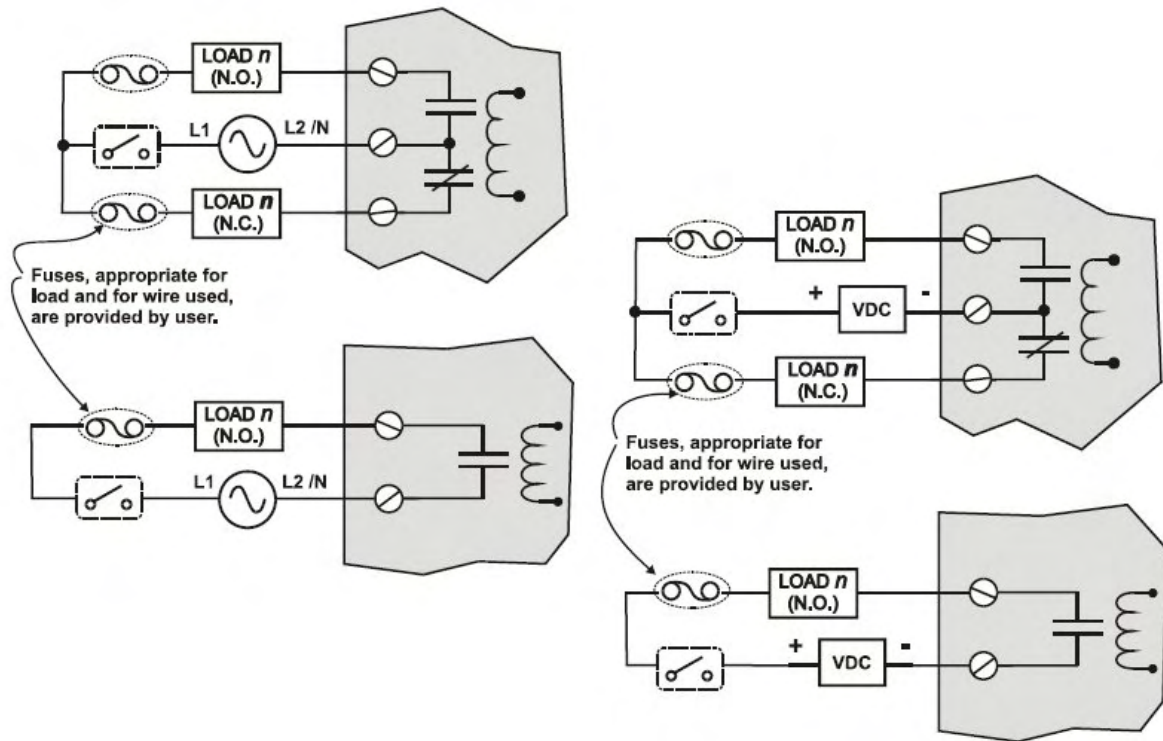 LOAD n
(N.O.)
L1
L2 /N
LOAD n
(N.C.)
Fuses, appropriate for
load and for wire used,
are provided by user.
LOAD n
(N.O.)
L1
L2 /N
LOAD n
(N.O.)
+
VDC
-
LOAD n
(N.C.)
Fuses, appropriate for
load and for wire used,
are provided by user.
LOAD n
(N.O.)
+
VDC
-